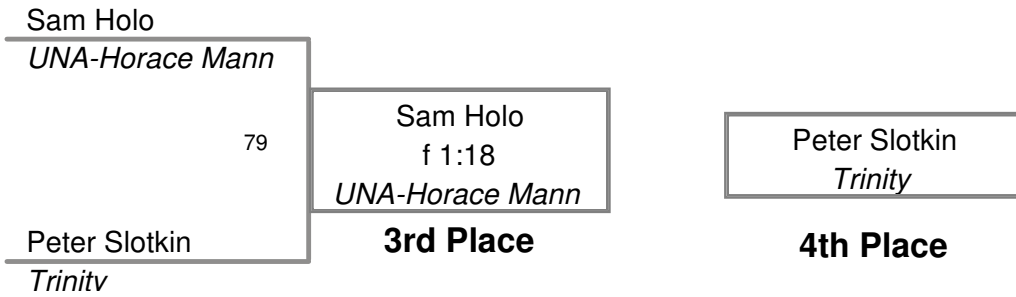 Sam Holo
UNA-Horace Mann
79
Sam Holo
f 1:18
UNA-Horace Mann
3rd Place
Peter Slotkin
Trinity
4th Place
Peter Slotkin
Trinity